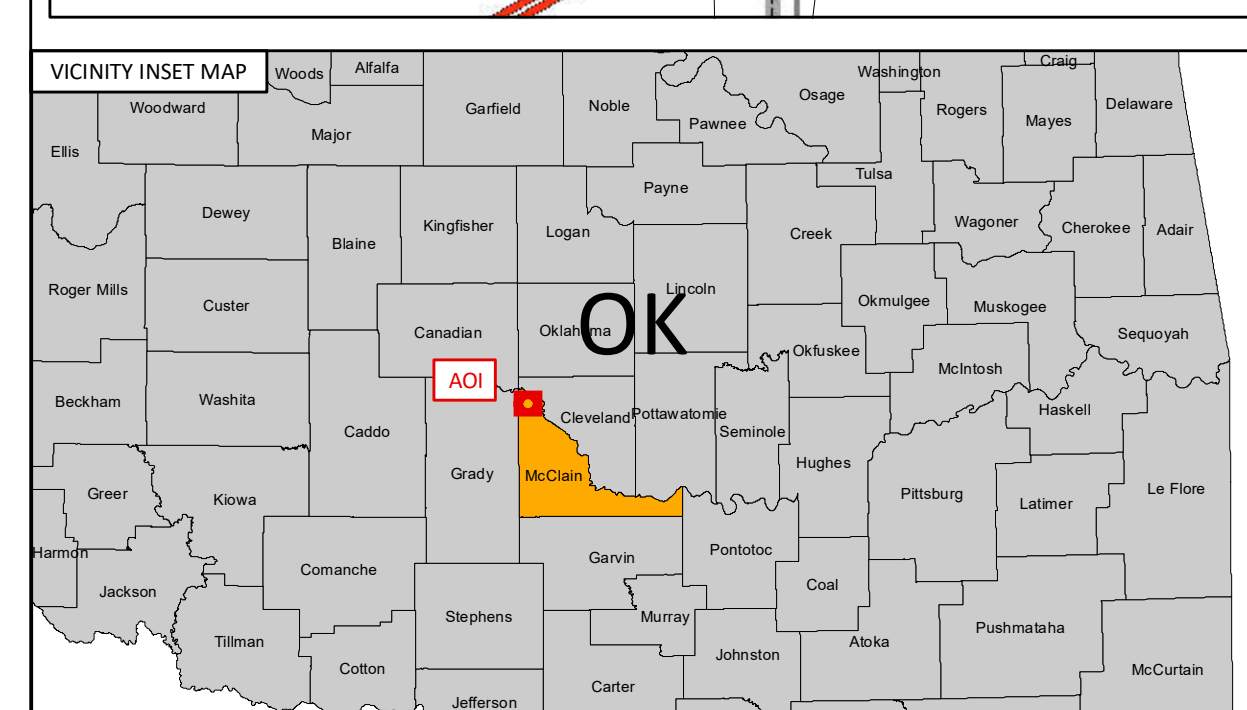 VICINITY INSET MAP
Woods
Alfalfa
Woodward
Major
Garfield
Noble
Pawnee
Osage
Washington
Rogers
Craig
Mayes
Delaware
Ellis
Dewey
Blaine
Kingfisher
Logan
Payne
Tulsa
Creek
Wagoner
Cherokee
Adair
Roger Mills
Custer
Canadian
Oklahoma
OK
Lincoln
Okmulgee
Muskogee
Sequoyah
Okfuskee
McIntosh
AOI
Beckham
Washita
Caddo
Cleveland
Pottawatomie
Seminole
Haskell
Hughes
Grady
McClain
Greer
Kiowa
Pittsburg
Latimer
Le Flore
Harmon
Jackson
Comanche
Garvin
Pontotoc
Coal
Stephens
Murray
Tillman
Cotton
Johnston
Atoka
Pushmataha
McCurtain
Carter
Jefferson